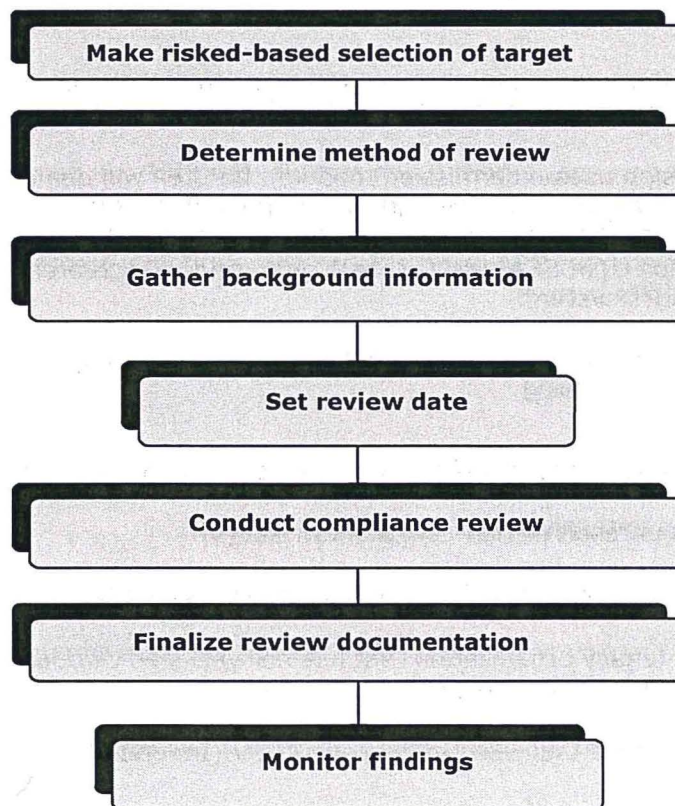 Make risked-based selection of target
Determine method of review
Gather background information
Set review date
Conduct compliance review
Finalize review documentation
Monitor findings